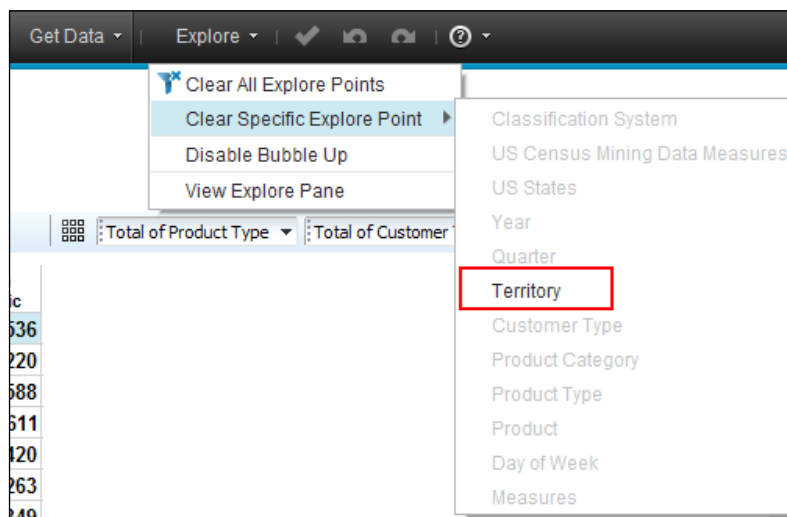 Get Data Explore
Clear All Explore Points
Clear Specific Explore Point
Disable Bubble Up
View Explore Pane
Total of Product Type Total of Customer
Classification System
US Census Mining Data Measures
US States
Year
Quarter
Territory
Customer Type
Product Category
Product Type
Product
Day of Week
Measures
ic
536
220
588
611
420
263